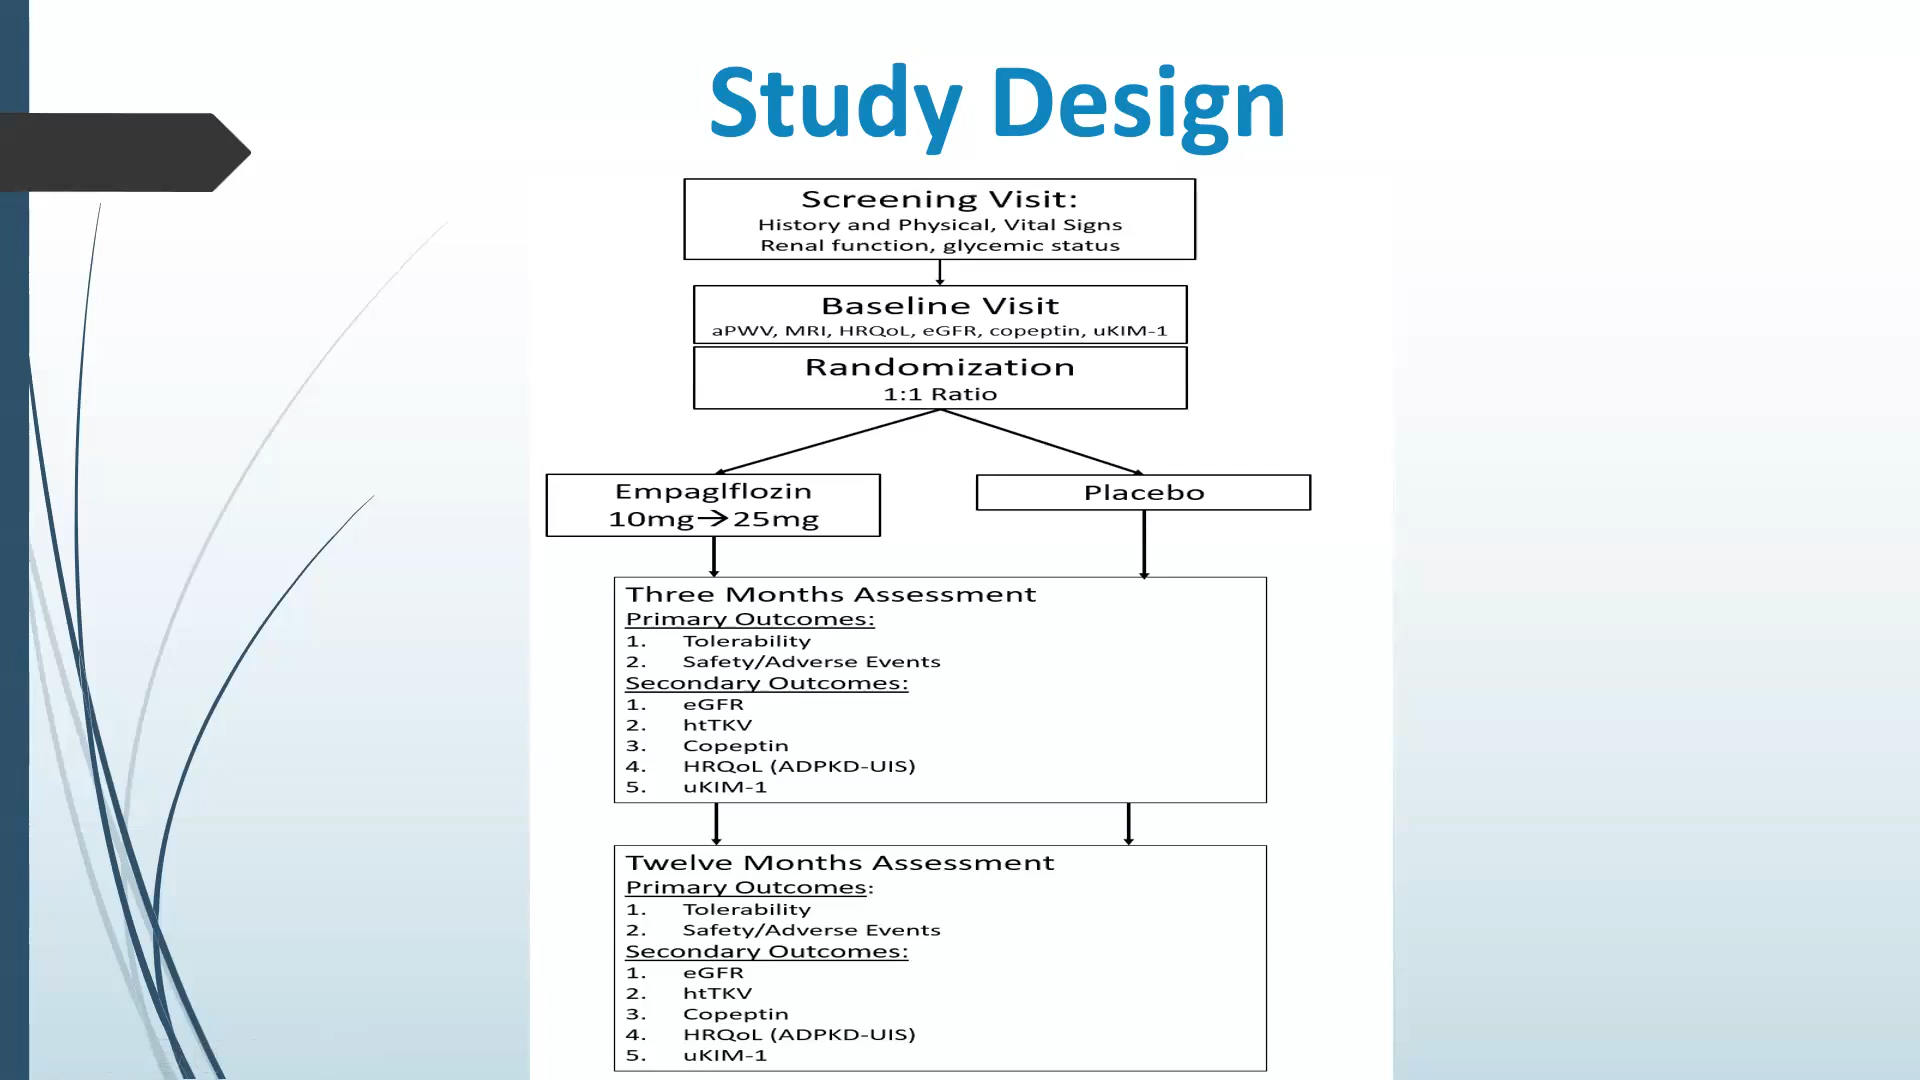 Study Design
Screening Visit:
History and Physical, Vital Signs
Renal function, glycemic status
Baseline Visit
aPWV, MRI, HRQoL, eGFR, copeptin, uKIM-1
Randomization
1:1 Ratio
Empaglflozin
10mg→25mg
Placebo
Three Months Assessment
Primary Outcomes:
1. Tolerability
2. Safety/Adverse Events
Secondary Outcomes:
1. eGFR
2. htTKV
3. Copeptin
4. HRQoL (ADPKD-UIS)
5. uKIM-1
Twelve Months Assessment
Primary Outcomes:
1. Tolerability
2. Safety/Adverse Events
Secondary Outcomes:
1. eGFR
2. htTKV
3. Copeptin
4. HRQoL (ADPKD-UIS)
5. uKIM-1